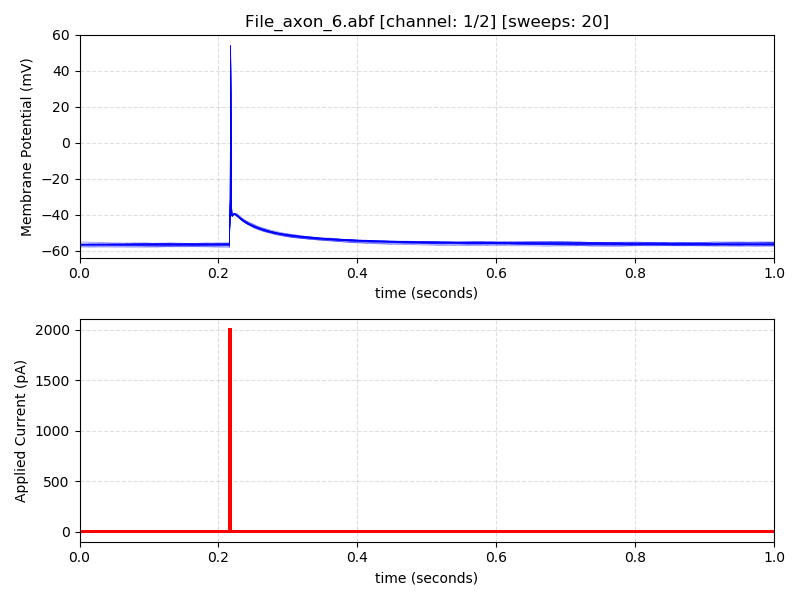 File_axon_6.abf [channel: 1/2] [sweeps: 20]
60
40
20
0
−20
−40
−60
Membrane Potential (mV)
0.0 0.2 0.4 0.6 0.8 1.0
time (seconds)
2000
1500
1000
500
0
Applied Current (pA)
0.0 0.2 0.4 0.6 0.8 1.0
time (seconds)